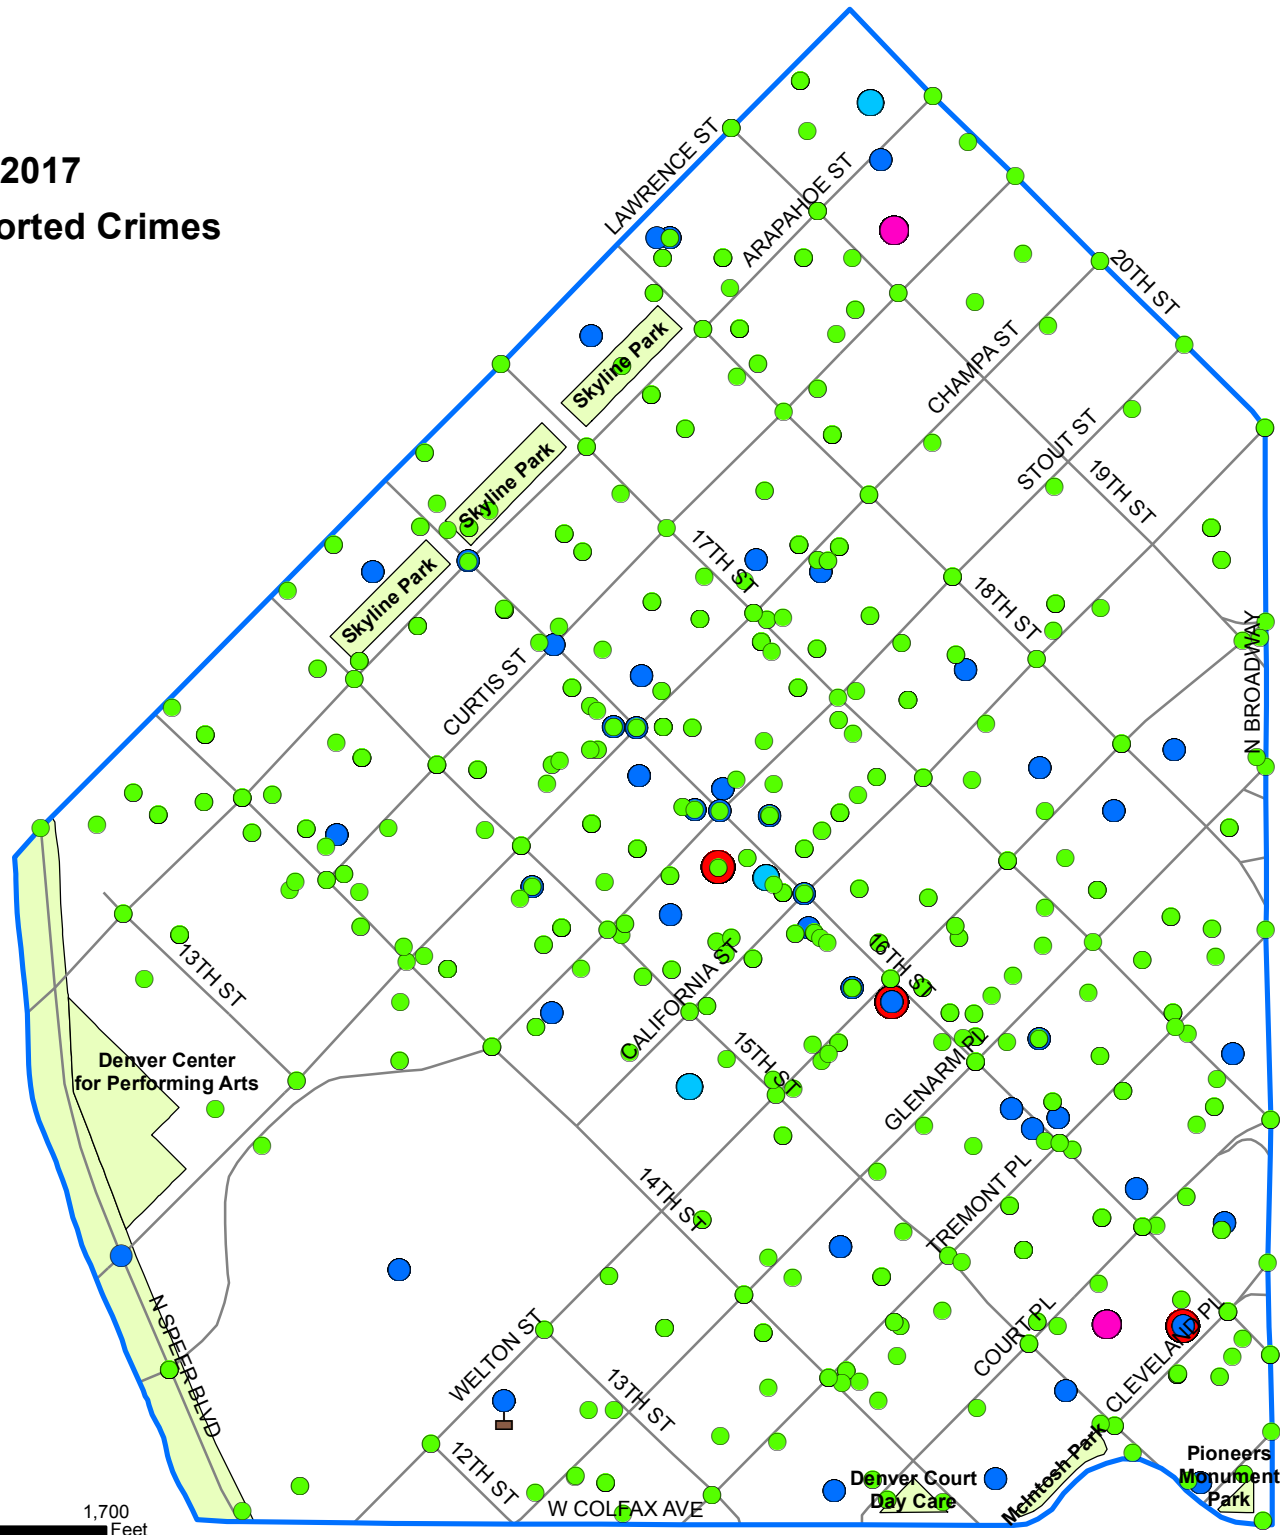 2017
orted Crimes
LAWRENCE ST
ARAPAHOE ST
20TH ST
Skyline Park
CHAMPA ST
STOUT ST
19TH ST
Skyline Park
17TH ST
18TH ST
Skyline Park
N BROADWAY
CURTIS ST
16TH ST
13TH ST
CALIFORNIA ST
15TH ST
GLENARM PL
Denver Center
for Performing Arts
14TH ST
TREMONT PL
N SPEER BLVD
WELTON ST
COURT PL
CLEVELAND PL
13TH ST
12TH ST
McIntosh Park
Pioneers
Monument
Park
Denver Court
Day Care
W COLFAX AVE
1,700
Feet